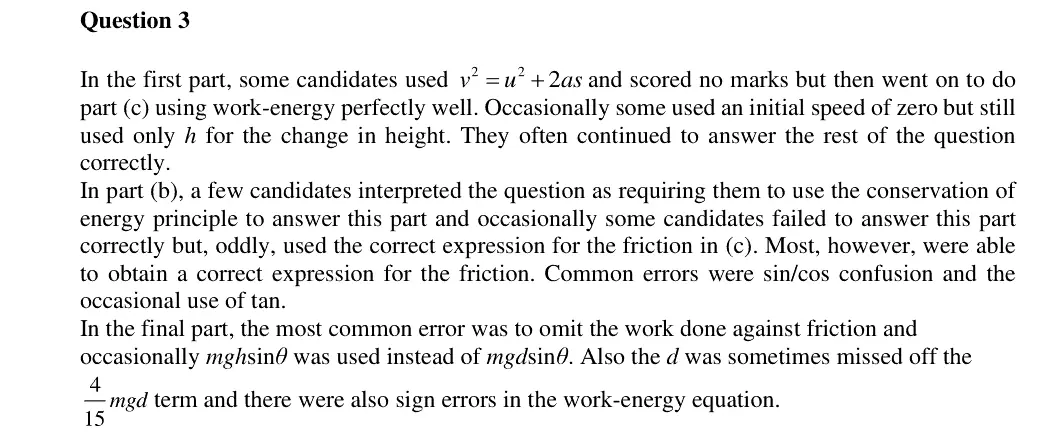 Question 3
In the first part, some candidates used v² = u² + 2as and scored no marks but then went on to do
part (c) using work-energy perfectly well. Occasionally some used an initial speed of zero but still
used only h for the change in height. They often continued to answer the rest of the question
correctly.
In part (b), a few candidates interpreted the question as requiring them to use the conservation of
energy principle to answer this part and occasionally some candidates failed to answer this part
correctly but, oddly, used the correct expression for the friction in (c). Most, however, were able
to obtain a correct expression for the friction. Common errors were sin/cos confusion and the
occasional use of tan.
In the final part, the most common error was to omit the work done against friction and
occasionally mghsinθ was used instead of mgdsinθ. Also the d was sometimes missed off the
4/15 mgd term and there were also sign errors in the work-energy equation.